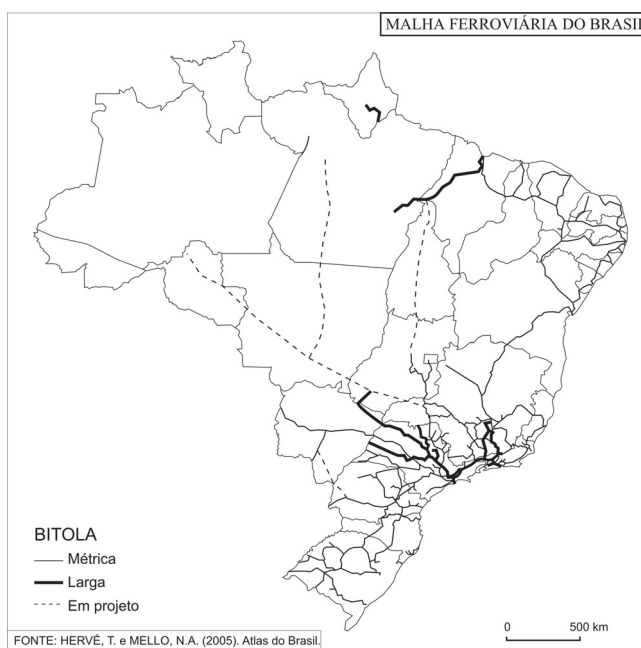 MALHA FERROVIÁRIA DO BRASIL
BITOLA
Métrica
Larga
Em projeto
0 500 km
FONTE: HERVÉ, T. e MELLO, N.A. (2005). Atlas do Brasil.